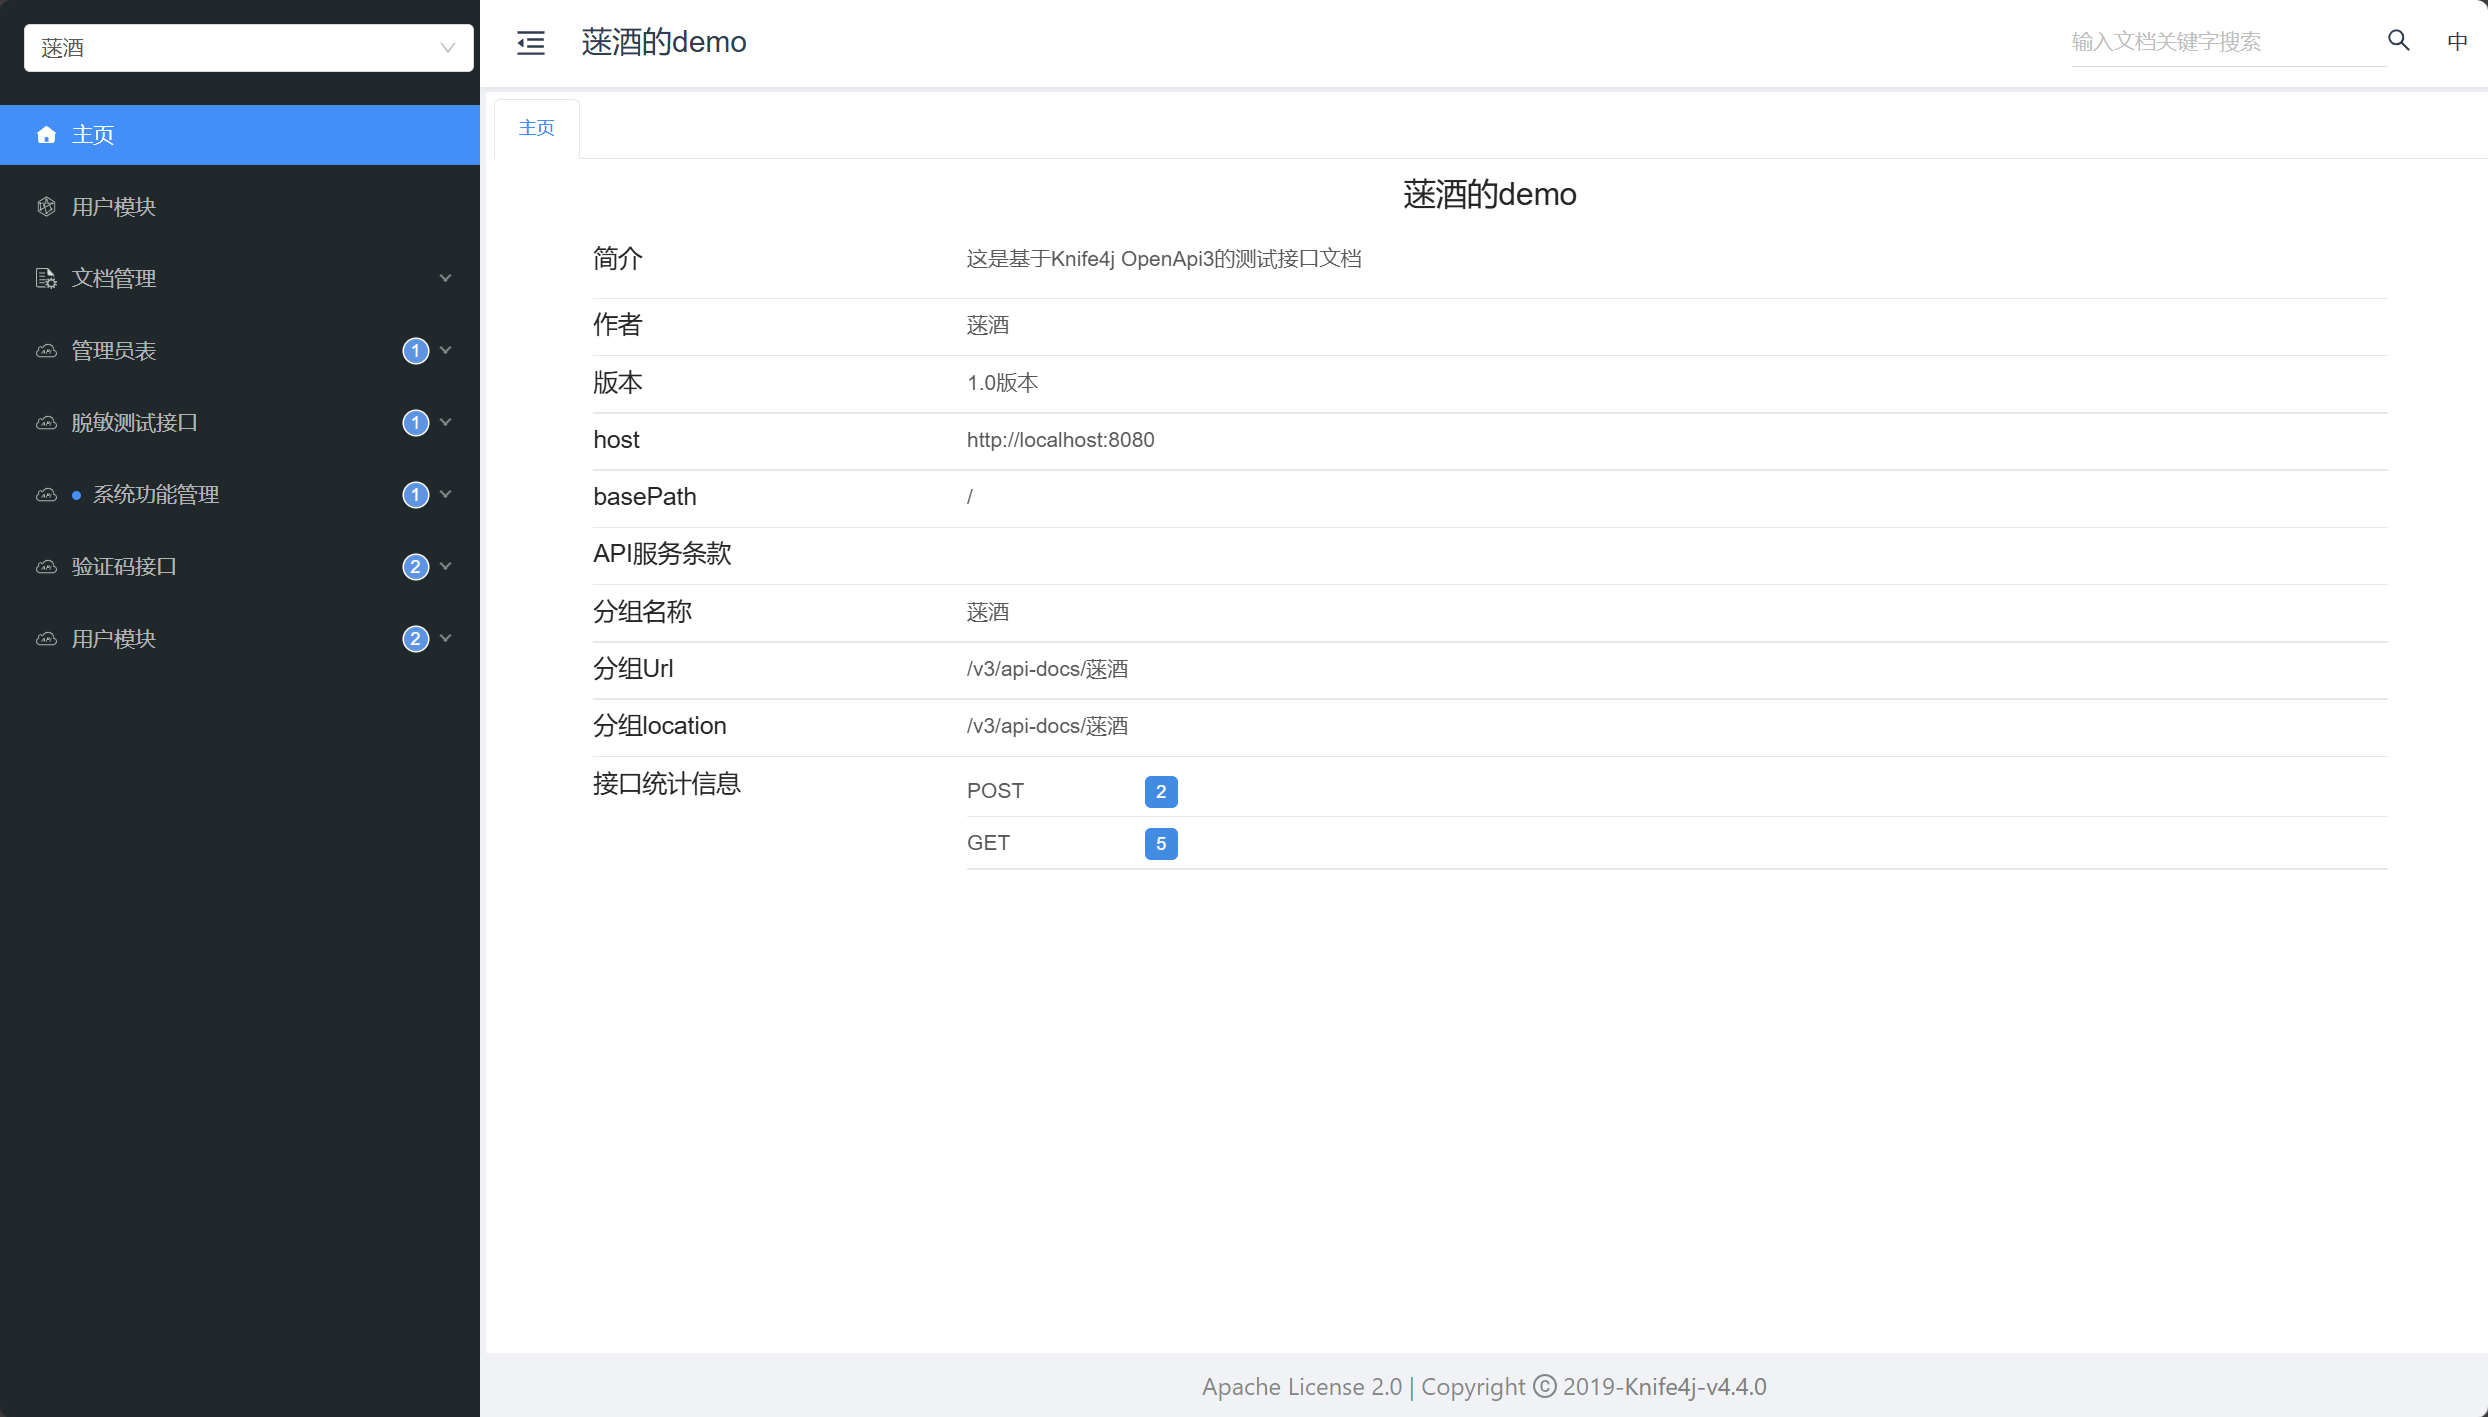 蒾酒
主页
用户模块
文档管理
管理员表 1
脱敏测试接口 1
系统功能管理 1
验证码接口 2
用户模块 2
蒾酒的demo
输入文档关键字搜索
中
主页
蒾酒的demo
简介 这是基于Knife4j OpenApi3的测试接口文档
作者 蒾酒
版本 1.0版本
host http://localhost:8080
basePath /
API服务条款
分组名称 蒾酒
分组Url /v3/api-docs/蒾酒
分组location /v3/api-docs/蒾酒
接口统计信息 POST 2
GET 5
Apache License 2.0 | Copyright © 2019-Knife4j-v4.4.0